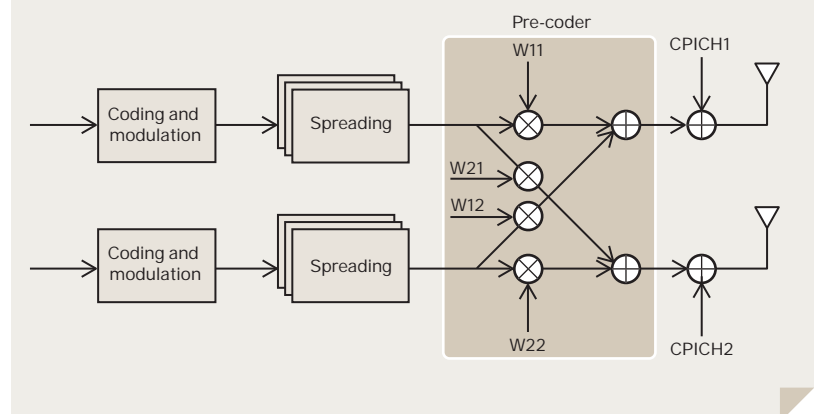 Pre-coder
W11
CPICH1
Coding and
modulation
Spreading
W21
W12
Coding and
modulation
Spreading
W22
CPICH2